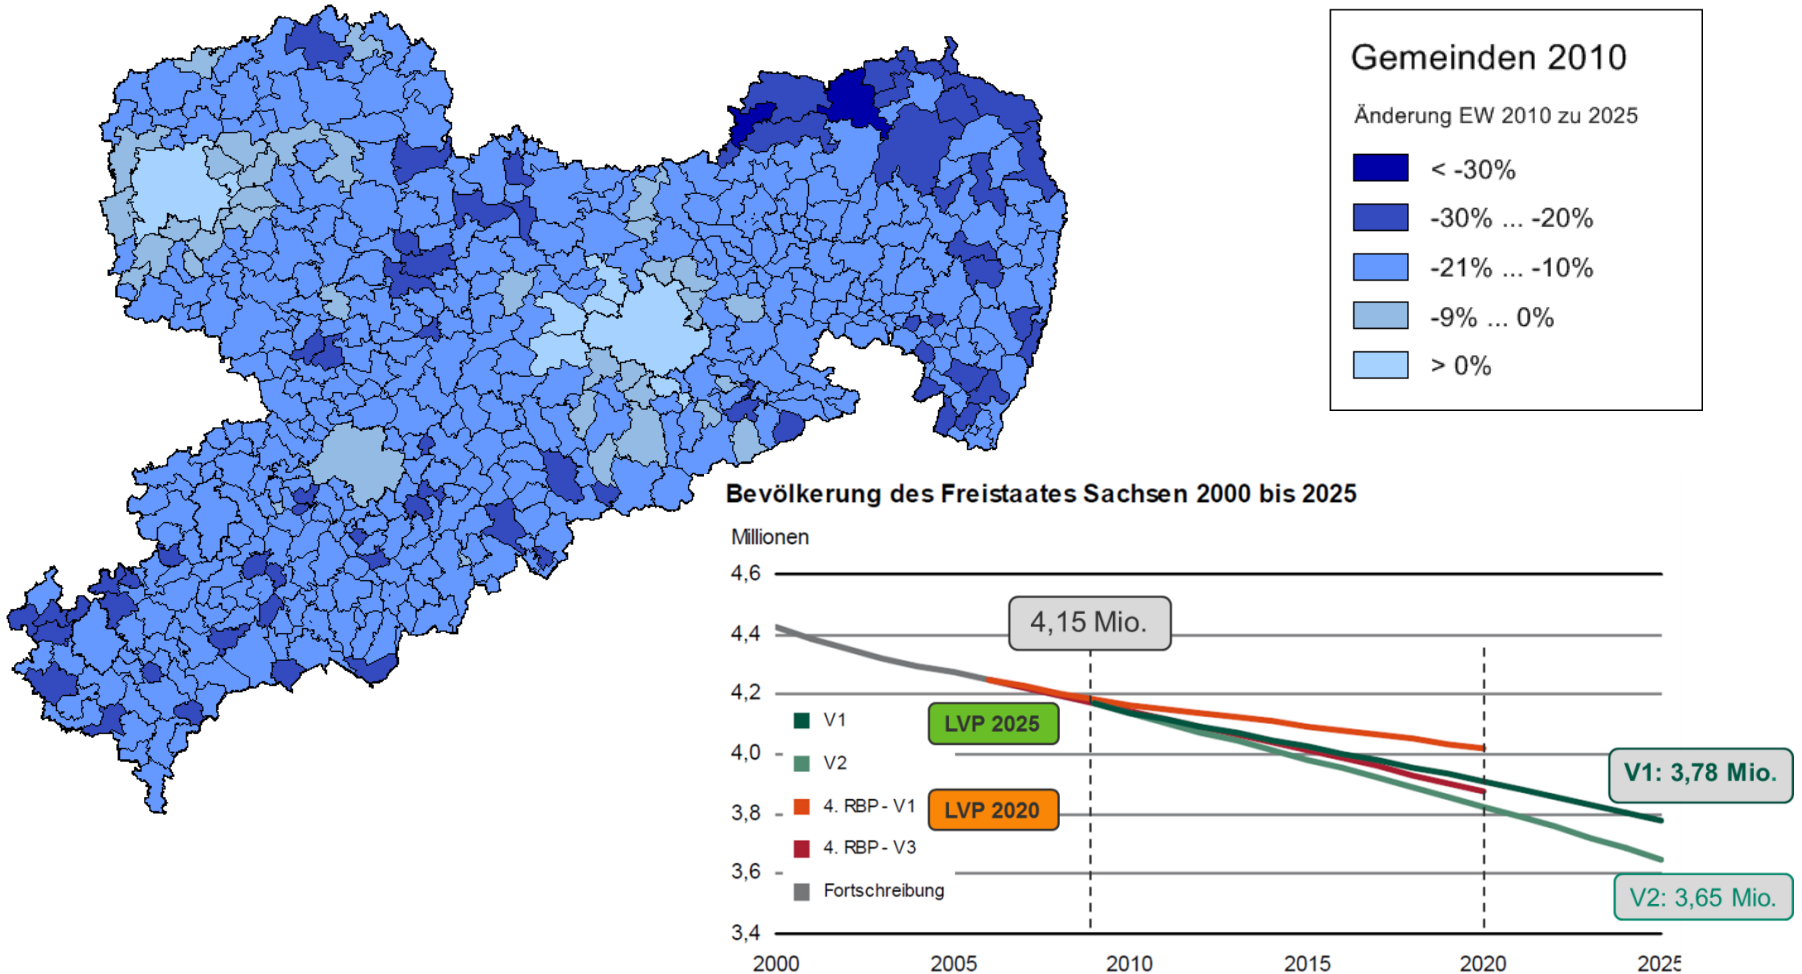 Gemeinden 2010
Änderung EW 2010 zu 2025
< -30%
-30% ... -20%
-21% ... -10%
-9% ... 0%
> 0%
Bevölkerung des Freistaates Sachsen 2000 bis 2025
Millionen
4,6
4,4
4,2
4,0
3,8
3,6
3,4
4,15 Mio.
V1
V2
4. RBP - V1
4. RBP - V3
Fortschreibung
LVP 2025
LVP 2020
V1: 3,78 Mio.
V2: 3,65 Mio.
2000
2005
2010
2015
2020
2025